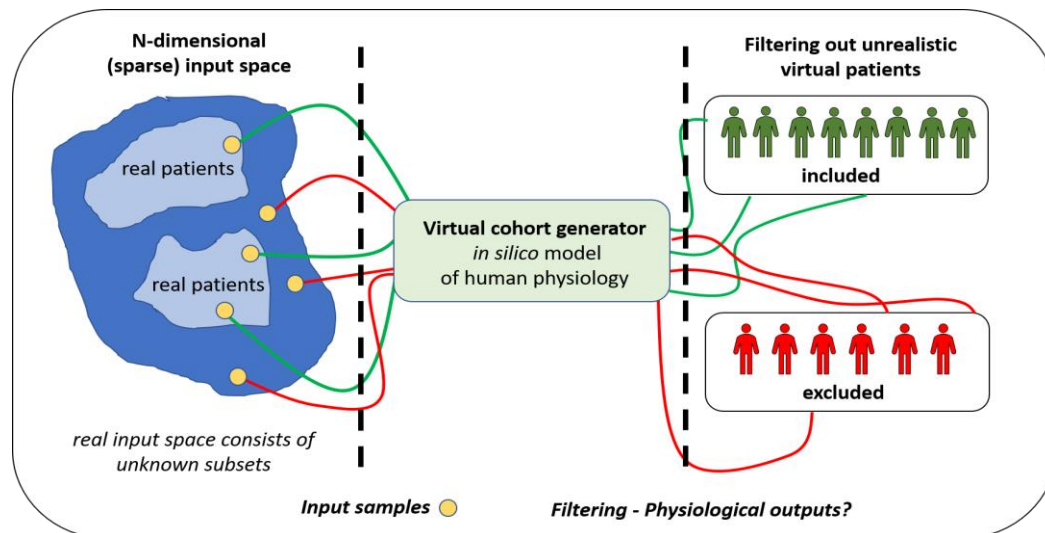 N-dimensional
(sparse) input space
real patients
real patients
real input space consists of
unknown subsets
Virtual cohort generator
in silico model
of human physiology
Filtering out unrealistic
virtual patients
included
excluded
Input samples
Filtering - Physiological outputs?